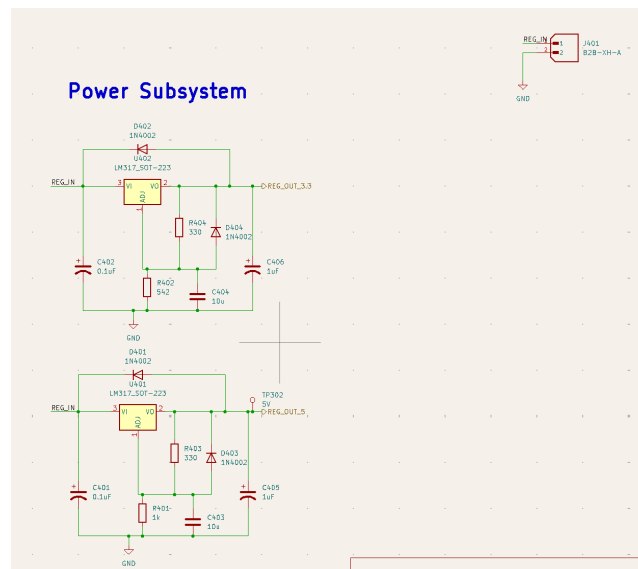 REG_IN
1
2
J401
B2B-XH-A
GND
Power Subsystem
D402
1N4002
U402
LM317_SOT-223
REG_IN
3
VI
VO
2
REG_OUT_3.3
ADJ
1
R404
330
D404
1N4002
+
C402
0.1uF
+
C406
1uF
R402
542
C404
10u
GND
D401
1N4002
U401
LM317_SOT-223
TP302
5V
REG_IN
3
VI
VO
2
REG_OUT_5
ADJ
1
R403
330
D403
1N4002
+
C401
0.1uF
+
C405
1uF
R401
1k
C403
10u
GND